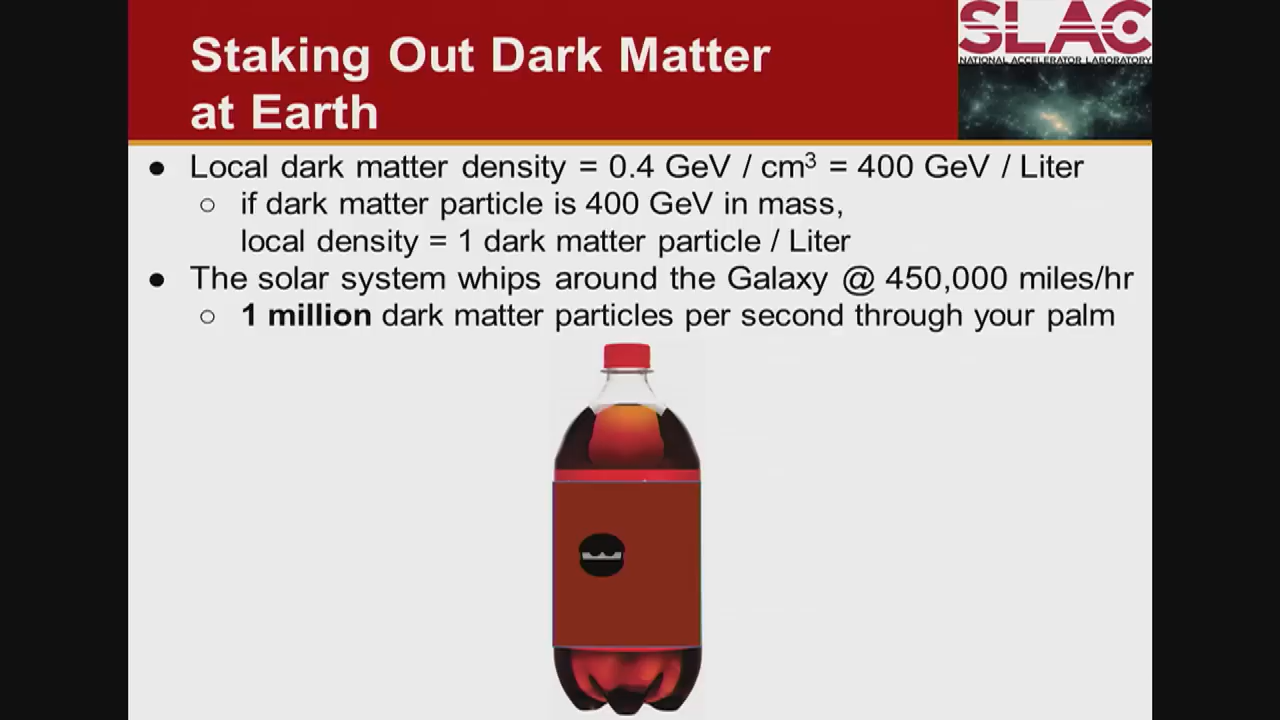 SLAC
NATIONAL ACCELERATOR LABORATORY
Staking Out Dark Matter
at Earth
● Local dark matter density = 0.4 GeV / cm³ = 400 GeV / Liter
○ if dark matter particle is 400 GeV in mass,
local density = 1 dark matter particle / Liter
● The solar system whips around the Galaxy @ 450,000 miles/hr
○ 1 million dark matter particles per second through your palm